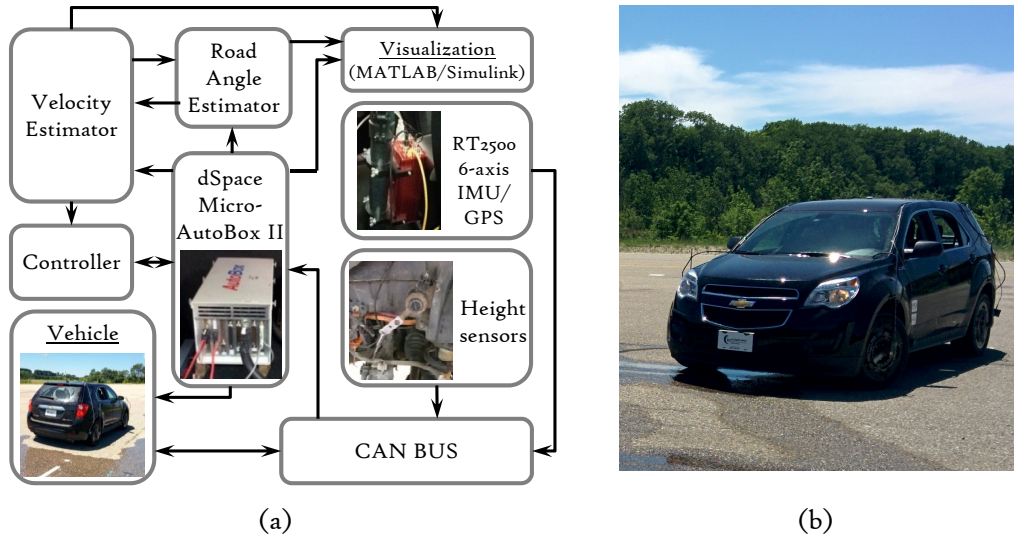 Velocity
Estimator
Road
Angle
Estimator
Visualization
(MATLAB/Simulink)
RT2500
6-axis
IMU/
GPS
dSpace
Micro-
AutoBox II
AutoBox
Controller
Height
sensors
Vehicle
CAN BUS
(a)
(b)